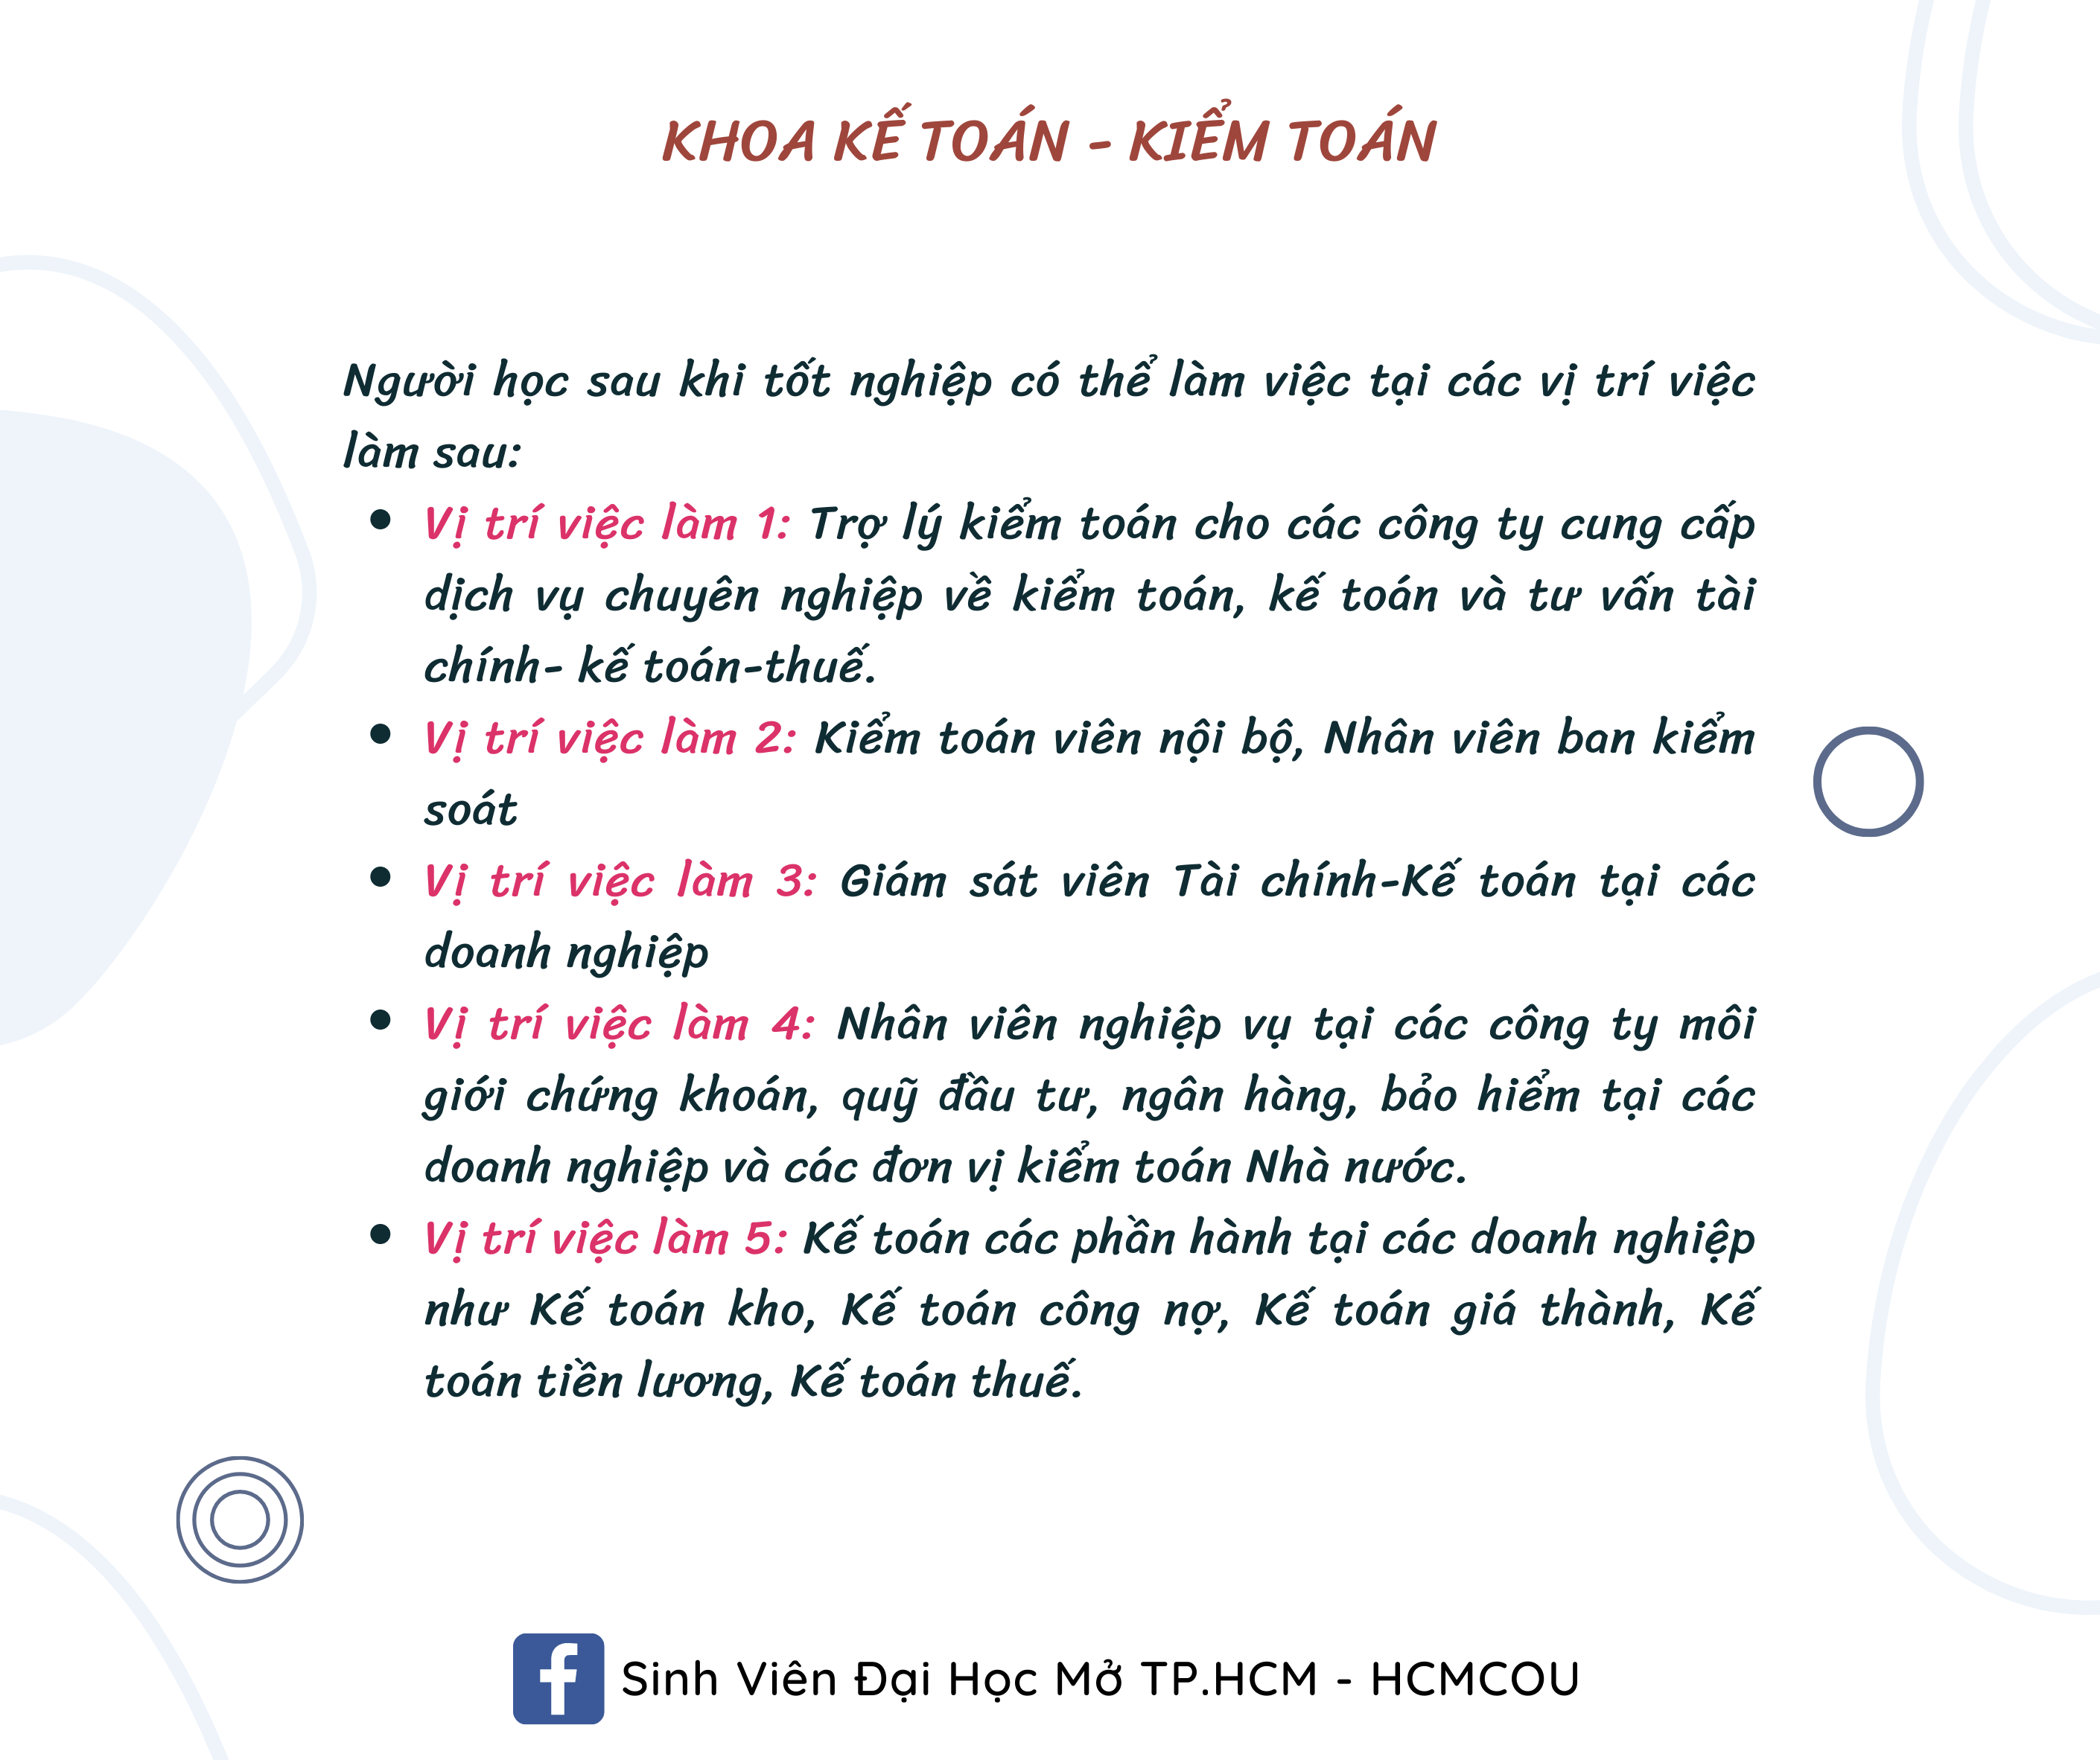 KHOA KẾ TOÁN - KIỂM TOÁN
Người học sau khi tốt nghiệp có thể làm việc tại các vị trí việc
làm sau:
Vị trí việc làm 1: Trợ lý kiểm toán cho các công ty cung cấp
dịch vụ chuyên nghiệp về kiểm toán, kế toán và tư vấn tài
chính- kế toán-thuế.
Vị trí việc làm 2: Kiểm toán viên nội bộ, Nhân viên ban kiểm
soát
Vị trí việc làm 3: Giám sát viên Tài chính-Kế toán tại các
doanh nghiệp
Vị trí việc làm 4: Nhân viên nghiệp vụ tại các công ty môi
giới chứng khoán, quỹ đầu tư, ngân hàng, bảo hiểm tại các
doanh nghiệp và các đơn vị kiểm toán Nhà nước.
Vị trí việc làm 5: Kế toán các phần hành tại các doanh nghiệp
như Kế toán kho, Kế toán công nợ, Kế toán giá thành, Kế
toán tiền lương, Kế toán thuế.
Sinh Viên Đại Học Mở TP.HCM - HCMCOU